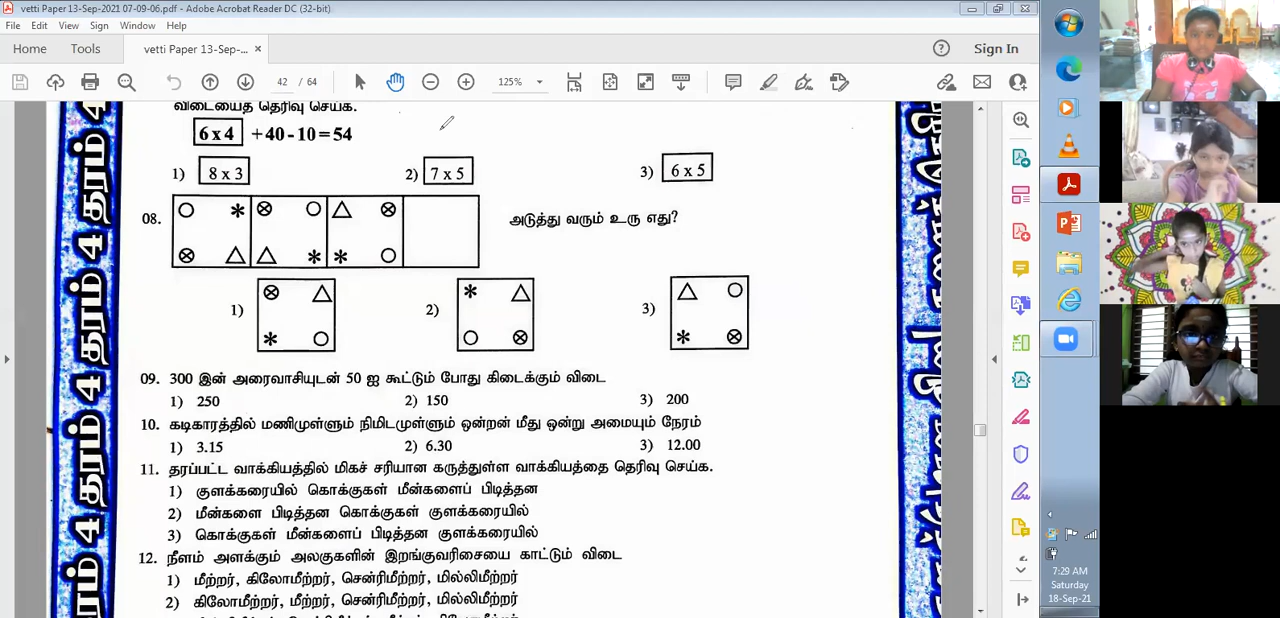 vetti Paper 13-Sep-2021 07-09-06.pdf - Adobe Acrobat Reader DC (32-bit)
File Edit View Sign Window Help
Home Tools vetti Paper 13-Sep-... × Sign In
42 / 64 125%
விடையைத் தெரிவு செய்க.
6 x 4 + 40 - 10 = 54
1) 8 x 3 2) 7 x 5 3) 6 x 5
08. அடுத்து வரும் உரு எது?
1) 2) 3)
09. 300 இன் அரைவாசியுடன் 50 ஐ கூட்டும் போது கிடைக்கும் விடை
1) 250 2) 150 3) 200
10. கடிகாரத்தில் மணிமுள்ளும் நிமிடமுள்ளும் ஒன்றன் மீது ஒன்று அமையும் நேரம்
1) 3.15 2) 6.30 3) 12.00
11. தரப்பட்ட வாக்கியத்தில் மிகச் சரியான கருத்துள்ள வாக்கியத்தை தெரிவு செய்க.
1) குளக்கரையில் கொக்குகள் மீன்களைப் பிடித்தன
2) மீன்களை பிடித்தன கொக்குகள் குளக்கரையில்
3) கொக்குகள் மீன்களைப் பிடித்தன குளக்கரையில்
12. நீளம் அளக்கும் அலகுகளின் இறங்குவரிசையை காட்டும் விடை
1) மீற்றர், கிலோமீற்றர், சென்ரிமீற்றர், மில்லிமீற்றர்
2) கிலோமீற்றர், மீற்றர், சென்ரிமீற்றர், மில்லிமீற்றர்
தரம் 4 தரம் 4 தரம் 4
7:29 AM
Saturday
18-Sep-21